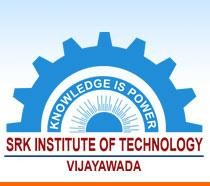 KNOWLEDGE IS POWER
SRK INSTITUTE OF TECHNOLOGY
VIJAYAWADA